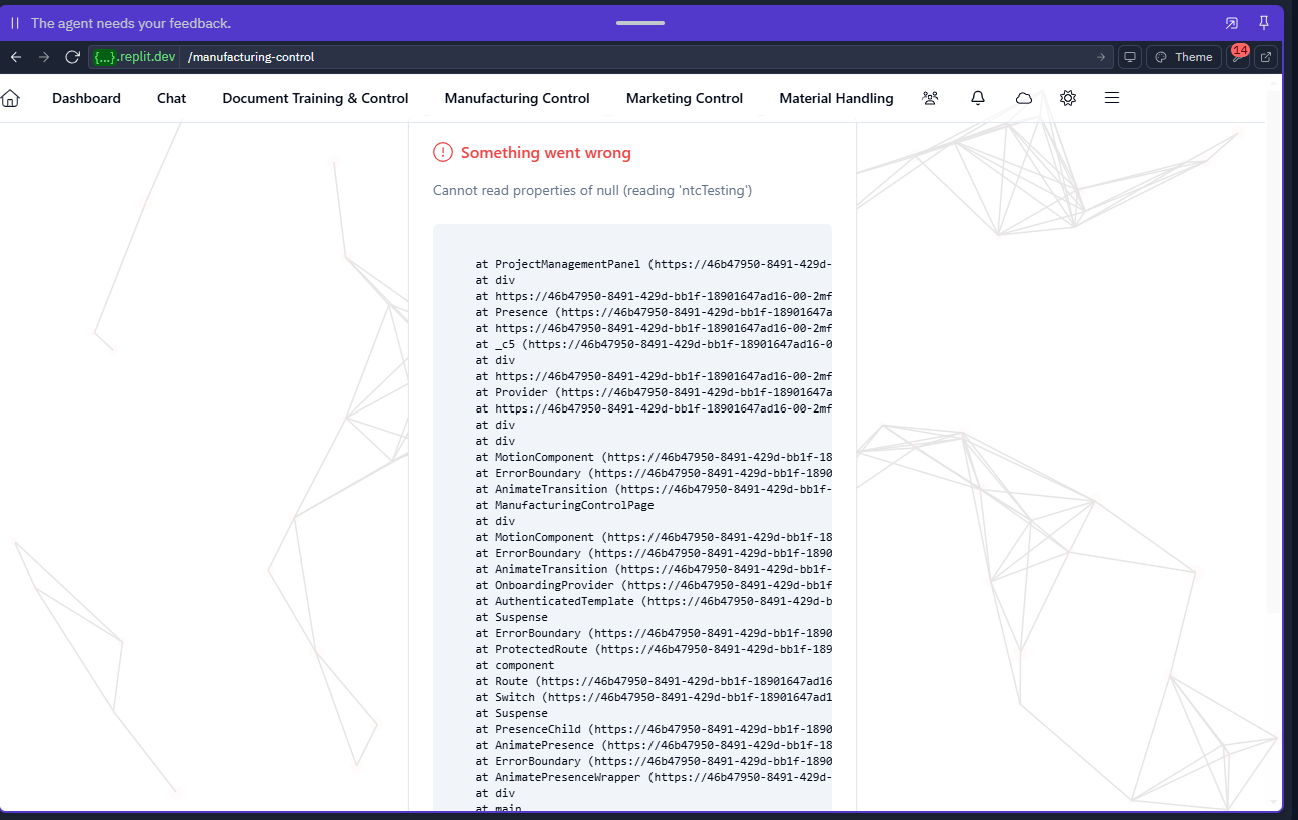 The agent needs your feedback.
{...}.replit.dev /manufacturing-control
Theme
14
Dashboard Chat Document Training & Control Manufacturing Control Marketing Control Material Handling
Something went wrong
Cannot read properties of null (reading 'ntcTesting')
at ProjectManagementPanel (https://46b47950-8491-429d-
at div
at https://46b47950-8491-429d-bb1f-18901647ad16-00-2mf
at Presence (https://46b47950-8491-429d-bb1f-18901647a
at https://46b47950-8491-429d-bb1f-18901647ad16-00-2mf
at _c5 (https://46b47950-8491-429d-bb1f-18901647ad16-0
at div
at https://46b47950-8491-429d-bb1f-18901647ad16-00-2mf
at Provider (https://46b47950-8491-429d-bb1f-18901647a
at https://46b47950-8491-429d-bb1f-18901647ad16-00-2mf
at div
at div
at MotionComponent (https://46b47950-8491-429d-bb1f-18
at ErrorBoundary (https://46b47950-8491-429d-bb1f-1890
at AnimateTransition (https://46b47950-8491-429d-bb1f-
at ManufacturingControlPage
at div
at MotionComponent (https://46b47950-8491-429d-bb1f-18
at ErrorBoundary (https://46b47950-8491-429d-bb1f-1890
at AnimateTransition (https://46b47950-8491-429d-bb1f-
at OnboardingProvider (https://46b47950-8491-429d-bb1f
at AuthenticatedTemplate (https://46b47950-8491-429d-b
at Suspense
at ErrorBoundary (https://46b47950-8491-429d-bb1f-1890
at ProtectedRoute (https://46b47950-8491-429d-bb1f-189
at component
at Route (https://46b47950-8491-429d-bb1f-18901647ad16
at Switch (https://46b47950-8491-429d-bb1f-18901647ad1
at Suspense
at PresenceChild (https://46b47950-8491-429d-bb1f-1890
at AnimatePresence (https://46b47950-8491-429d-bb1f-18
at ErrorBoundary (https://46b47950-8491-429d-bb1f-1890
at AnimatePresenceWrapper (https://46b47950-8491-429d-
at div
at main